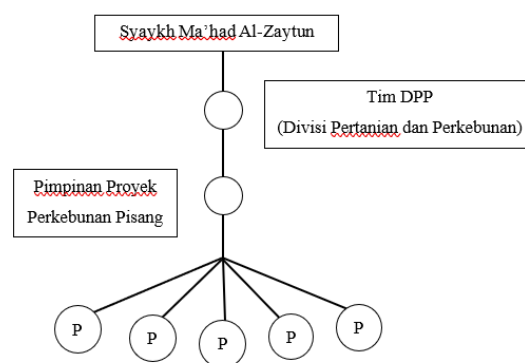 Syaykh Ma’had Al-Zaytun
Tim DPP
(Divisi Pertanian dan Perkebunan)
Pimpinan Proyek
Perkebunan Pisang
P
P
P
P
P